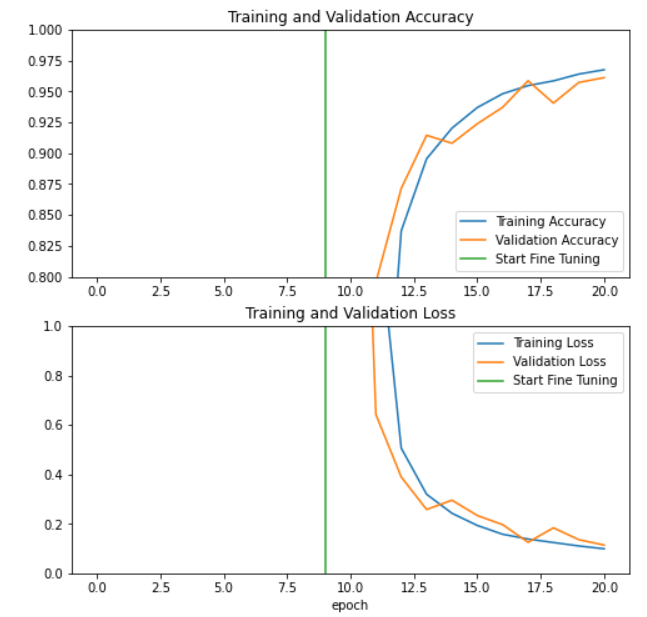 Training and Validation Accuracy
1.000
0.975
0.950
0.925
0.900
0.875
0.850
0.825
0.800
Training Accuracy
Validation Accuracy
Start Fine Tuning
0.0 2.5 5.0 7.5 10.0 12.5 15.0 17.5 20.0
Training and Validation Loss
1.0
0.8
0.6
0.4
0.2
0.0
Training Loss
Validation Loss
Start Fine Tuning
0.0 2.5 5.0 7.5 10.0 12.5 15.0 17.5 20.0
epoch